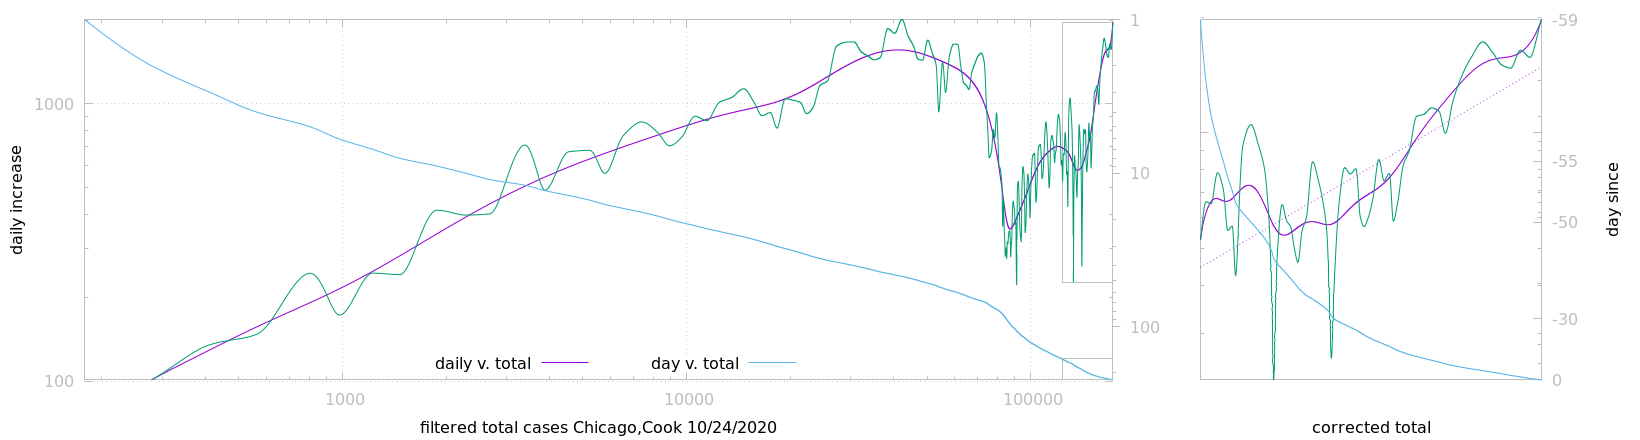 1
-59
1000
-55
10
-50
daily increase
day since
-30
100
daily v. total
day v. total
100
0
1000
10000
100000
filtered total cases Chicago,Cook 10/24/2020
corrected total